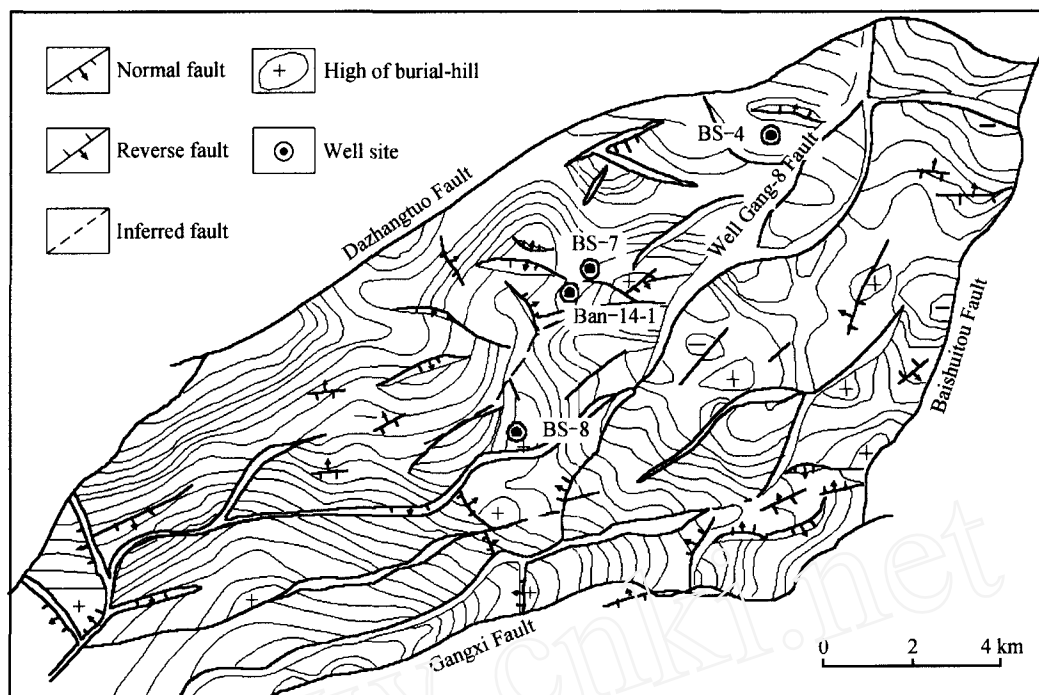 Normal fault
High of burial-hill
Reverse fault
Well site
Inferred fault
BS-4
Dazhangtuo Fault
Well Gang-8 Fault
BS-7
Ban-14-1
Baishuitou Fault
BS-8
Gangxi Fault
0 2 4 km
www.cnki.net